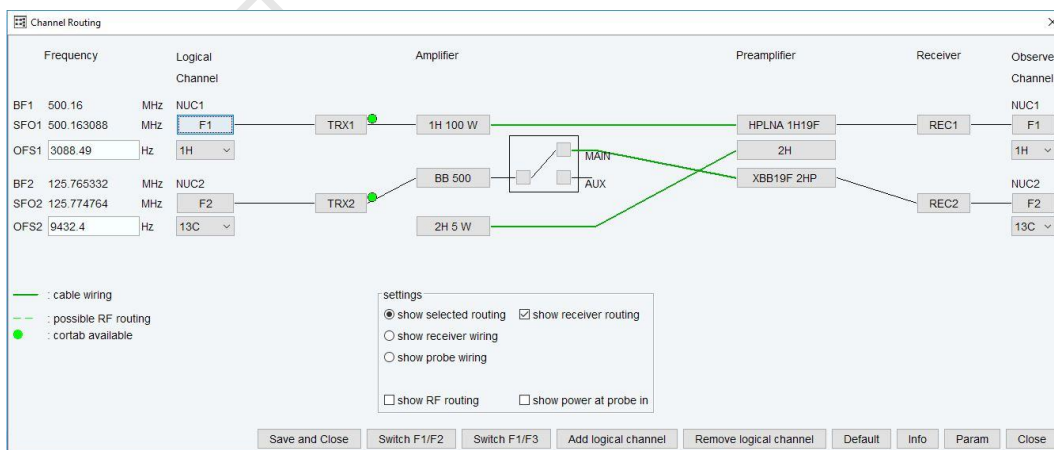 Channel Routing
Frequency Logical Channel Amplifier Preamplifier Receiver Observe Channel
BF1 500.16 MHz NUC1 NUC1
SFO1 500.163088 MHz F1 TRX1 1H 100 W HPLNA 1H19F REC1 F1
OFS1 3088.49 Hz 1H MAIN 2H 1H
BF2 125.765332 MHz NUC2 BB 500 AUX XBB19F 2HP NUC2
SFO2 125.774764 MHz F2 TRX2 REC2 F2
OFS2 9432.4 Hz 13C 2H 5 W 13C
: cable wiring
: possible RF routing
: cortab available
settings
show selected routing show receiver routing
show receiver wiring
show probe wiring
show RF routing show power at probe in
Save and Close Switch F1/F2 Switch F1/F3 Add logical channel Remove logical channel Default Info Param Close